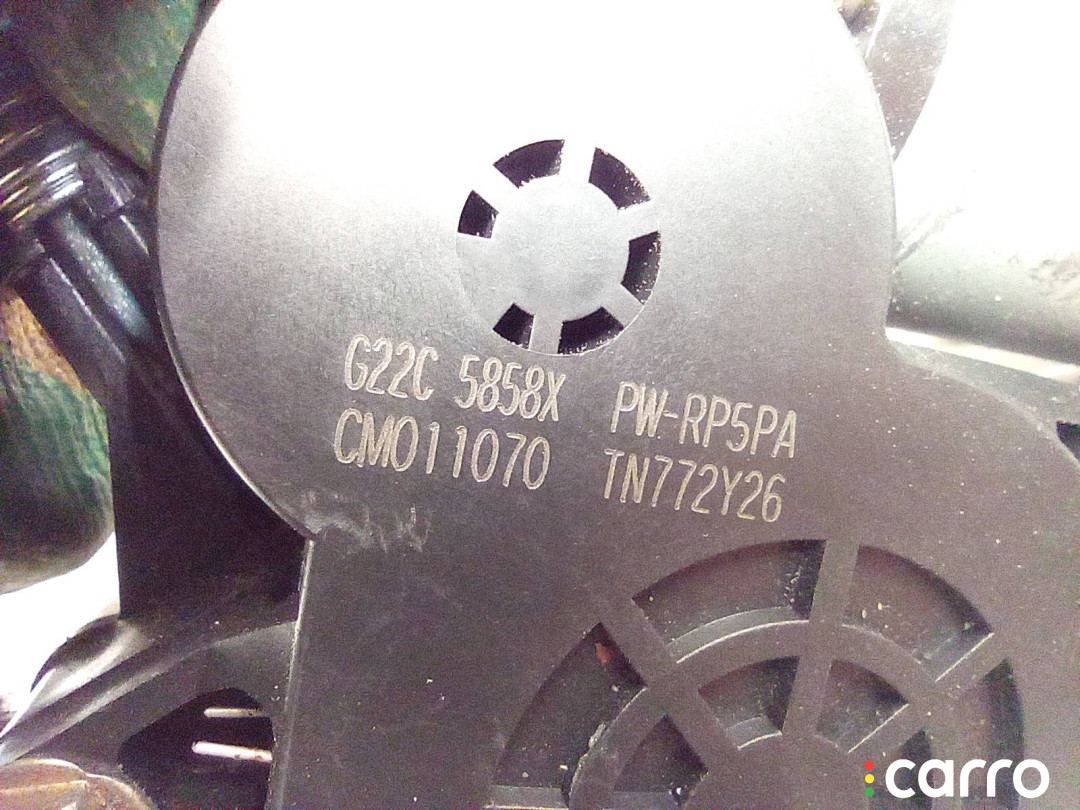 G22C 5858X PW-RP5PA
CM011070 TN772Y26
carro